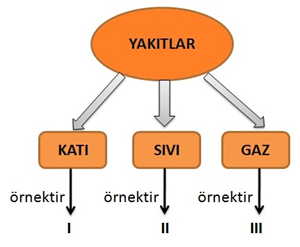 YAKITLAR
KATI SIVI GAZ
örnektir örnektir örnektir
I II III